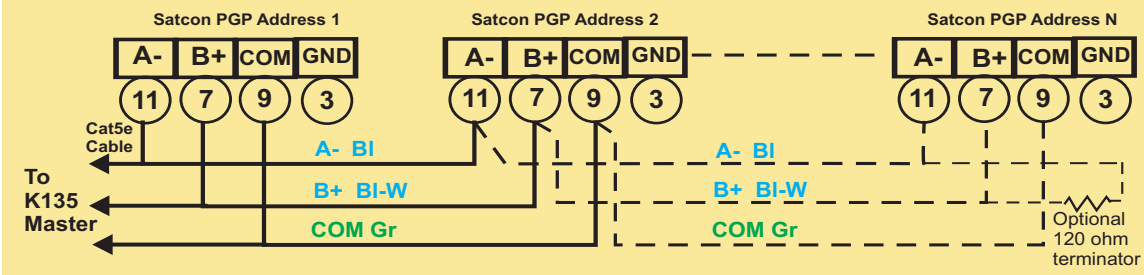 Satcon PGP Address 1 Satcon PGP Address 2 Satcon PGP Address N
A- B+ COM GND A- B+ COM GND A- B+ COM GND
11 7 9 3 11 7 9 3 11 7 9 3
Cat5e
Cable
A- Bl A- Bl
To
K135
Master
B+ Bl-W B+ Bl-W
COM Gr COM Gr
Optional
120 ohm
terminator